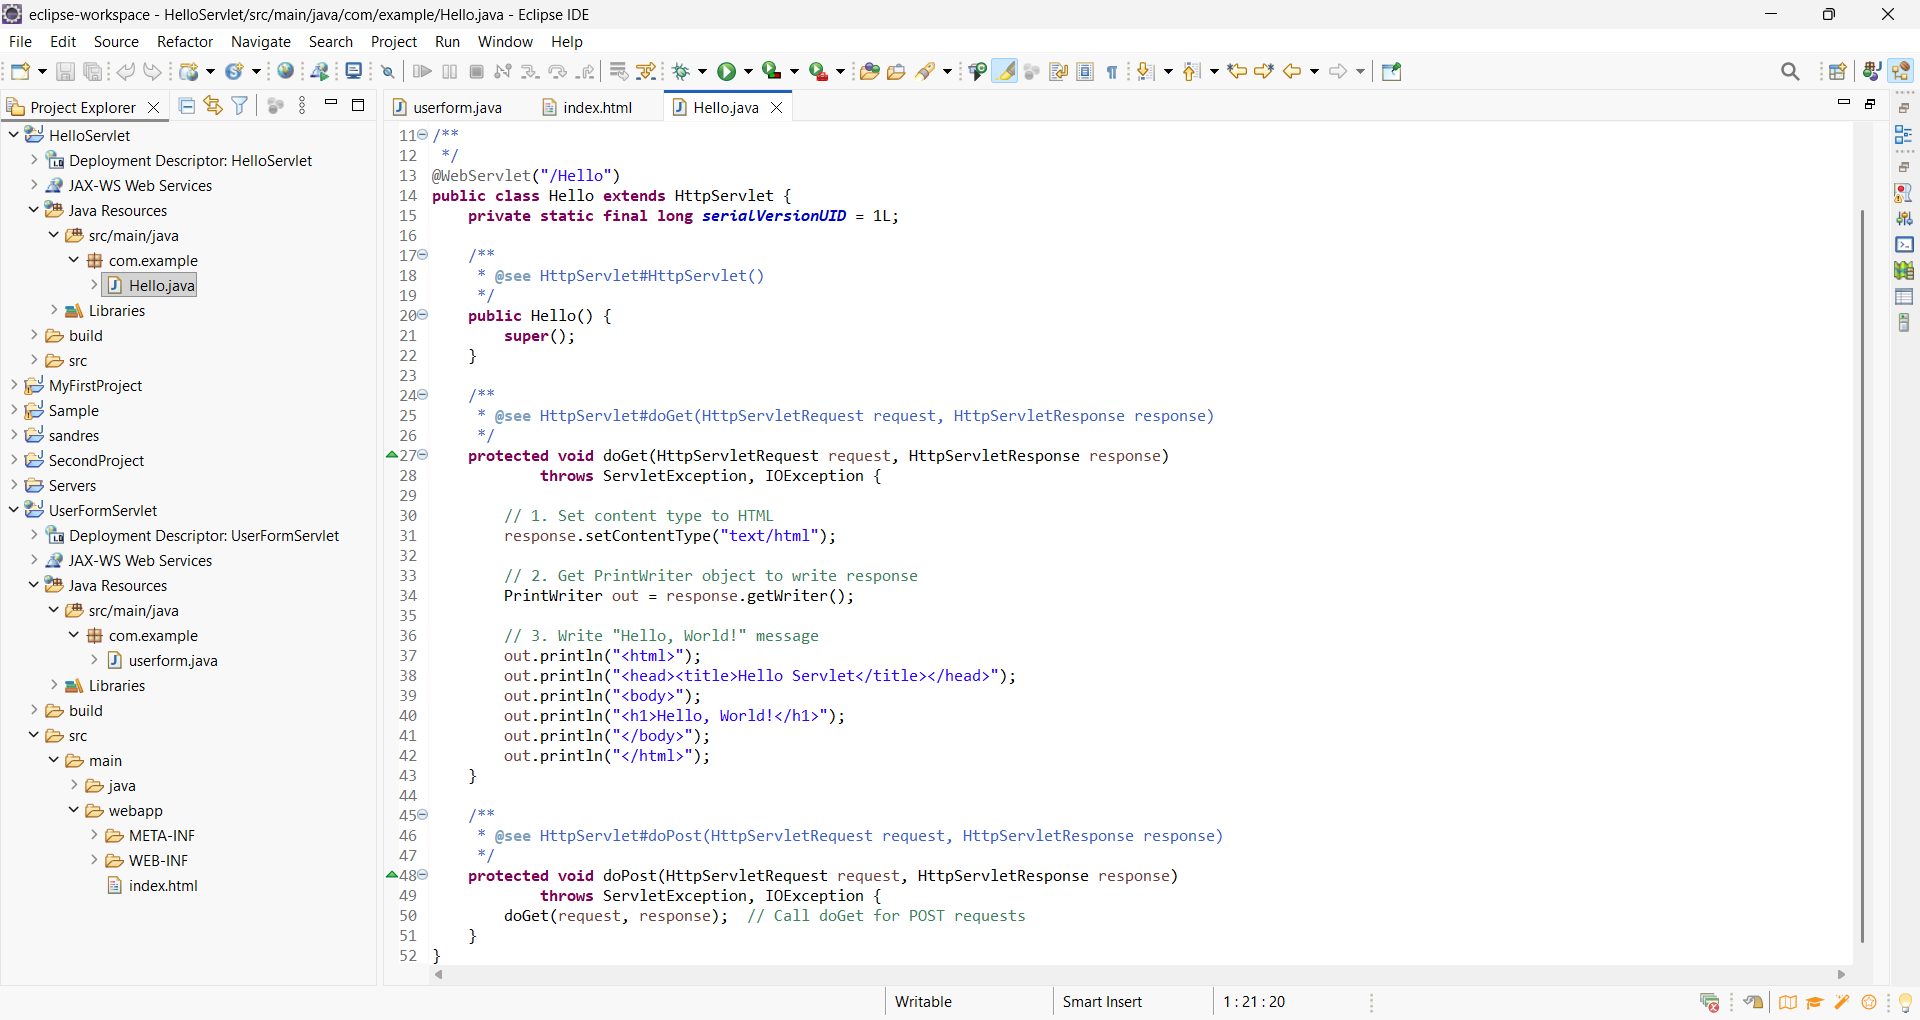 eclipse-workspace - HelloServlet/src/main/java/com/example/Hello.java - Eclipse IDE
File Edit Source Refactor Navigate Search Project Run Window Help
Project Explorer
HelloServlet
Deployment Descriptor: HelloServlet
JAX-WS Web Services
Java Resources
src/main/java
com.example
Hello.java
Libraries
build
src
MyFirstProject
Sample
sandres
SecondProject
Servers
UserFormServlet
Deployment Descriptor: UserFormServlet
JAX-WS Web Services
Java Resources
src/main/java
com.example
userform.java
Libraries
build
src
main
java
webapp
META-INF
WEB-INF
index.html
userform.java index.html Hello.java
11 /**
12  */
13 @WebServlet("/Hello")
14 public class Hello extends HttpServlet {
15     private static final long serialVersionUID = 1L;
16
17     /**
18      * @see HttpServlet#HttpServlet()
19      */
20     public Hello() {
21         super();
22     }
23
24     /**
25      * @see HttpServlet#doGet(HttpServletRequest request, HttpServletResponse response)
26      */
27     protected void doGet(HttpServletRequest request, HttpServletResponse response)
28             throws ServletException, IOException {
29
30         // 1. Set content type to HTML
31         response.setContentType("text/html");
32
33         // 2. Get PrintWriter object to write response
34         PrintWriter out = response.getWriter();
35
36         // 3. Write "Hello, World!" message
37         out.println("<html>");
38         out.println("<head><title>Hello Servlet</title></head>");
39         out.println("<body>");
40         out.println("<h1>Hello, World!</h1>");
41         out.println("</body>");
42         out.println("</html>");
43     }
44
45     /**
46      * @see HttpServlet#doPost(HttpServletRequest request, HttpServletResponse response)
47      */
48     protected void doPost(HttpServletRequest request, HttpServletResponse response)
49             throws ServletException, IOException {
50         doGet(request, response);  // Call doGet for POST requests
51     }
52 }
Writable Smart Insert 1 : 21 : 20